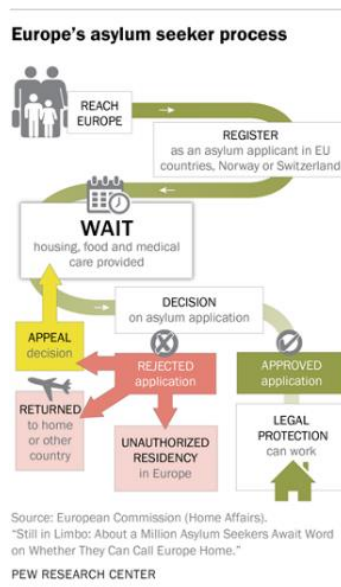 Europe's asylum seeker process
REACH
EUROPE
REGISTER
as an asylum applicant in EU
countries, Norway or Switzerland
WAIT
housing, food and medical
care provided
DECISION
on asylum application
APPEAL
decision
REJECTED
application
APPROVED
application
RETURNED
to home
or other
country
UNAUTHORIZED
RESIDENCY
in Europe
LEGAL
PROTECTION
can work
Source: European Commission (Home Affairs).
"Still in Limbo: About a Million Asylum Seekers Await Word
on Whether They Can Call Europe Home."
PEW RESEARCH CENTER